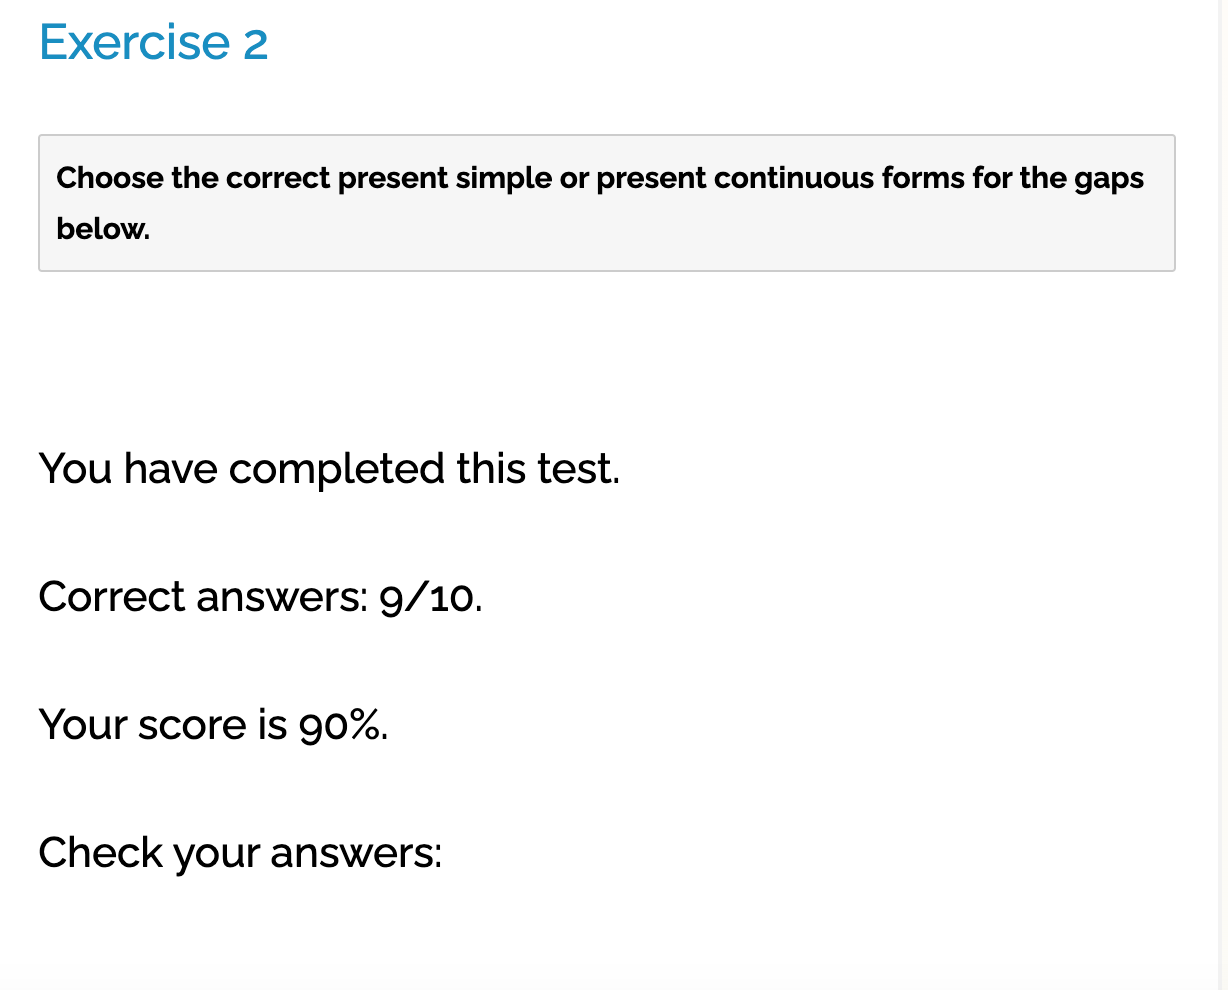 Exercise 2
Choose the correct present simple or present continuous forms for the gaps
below.
You have completed this test.
Correct answers: 9/10.
Your score is 90%.
Check your answers: